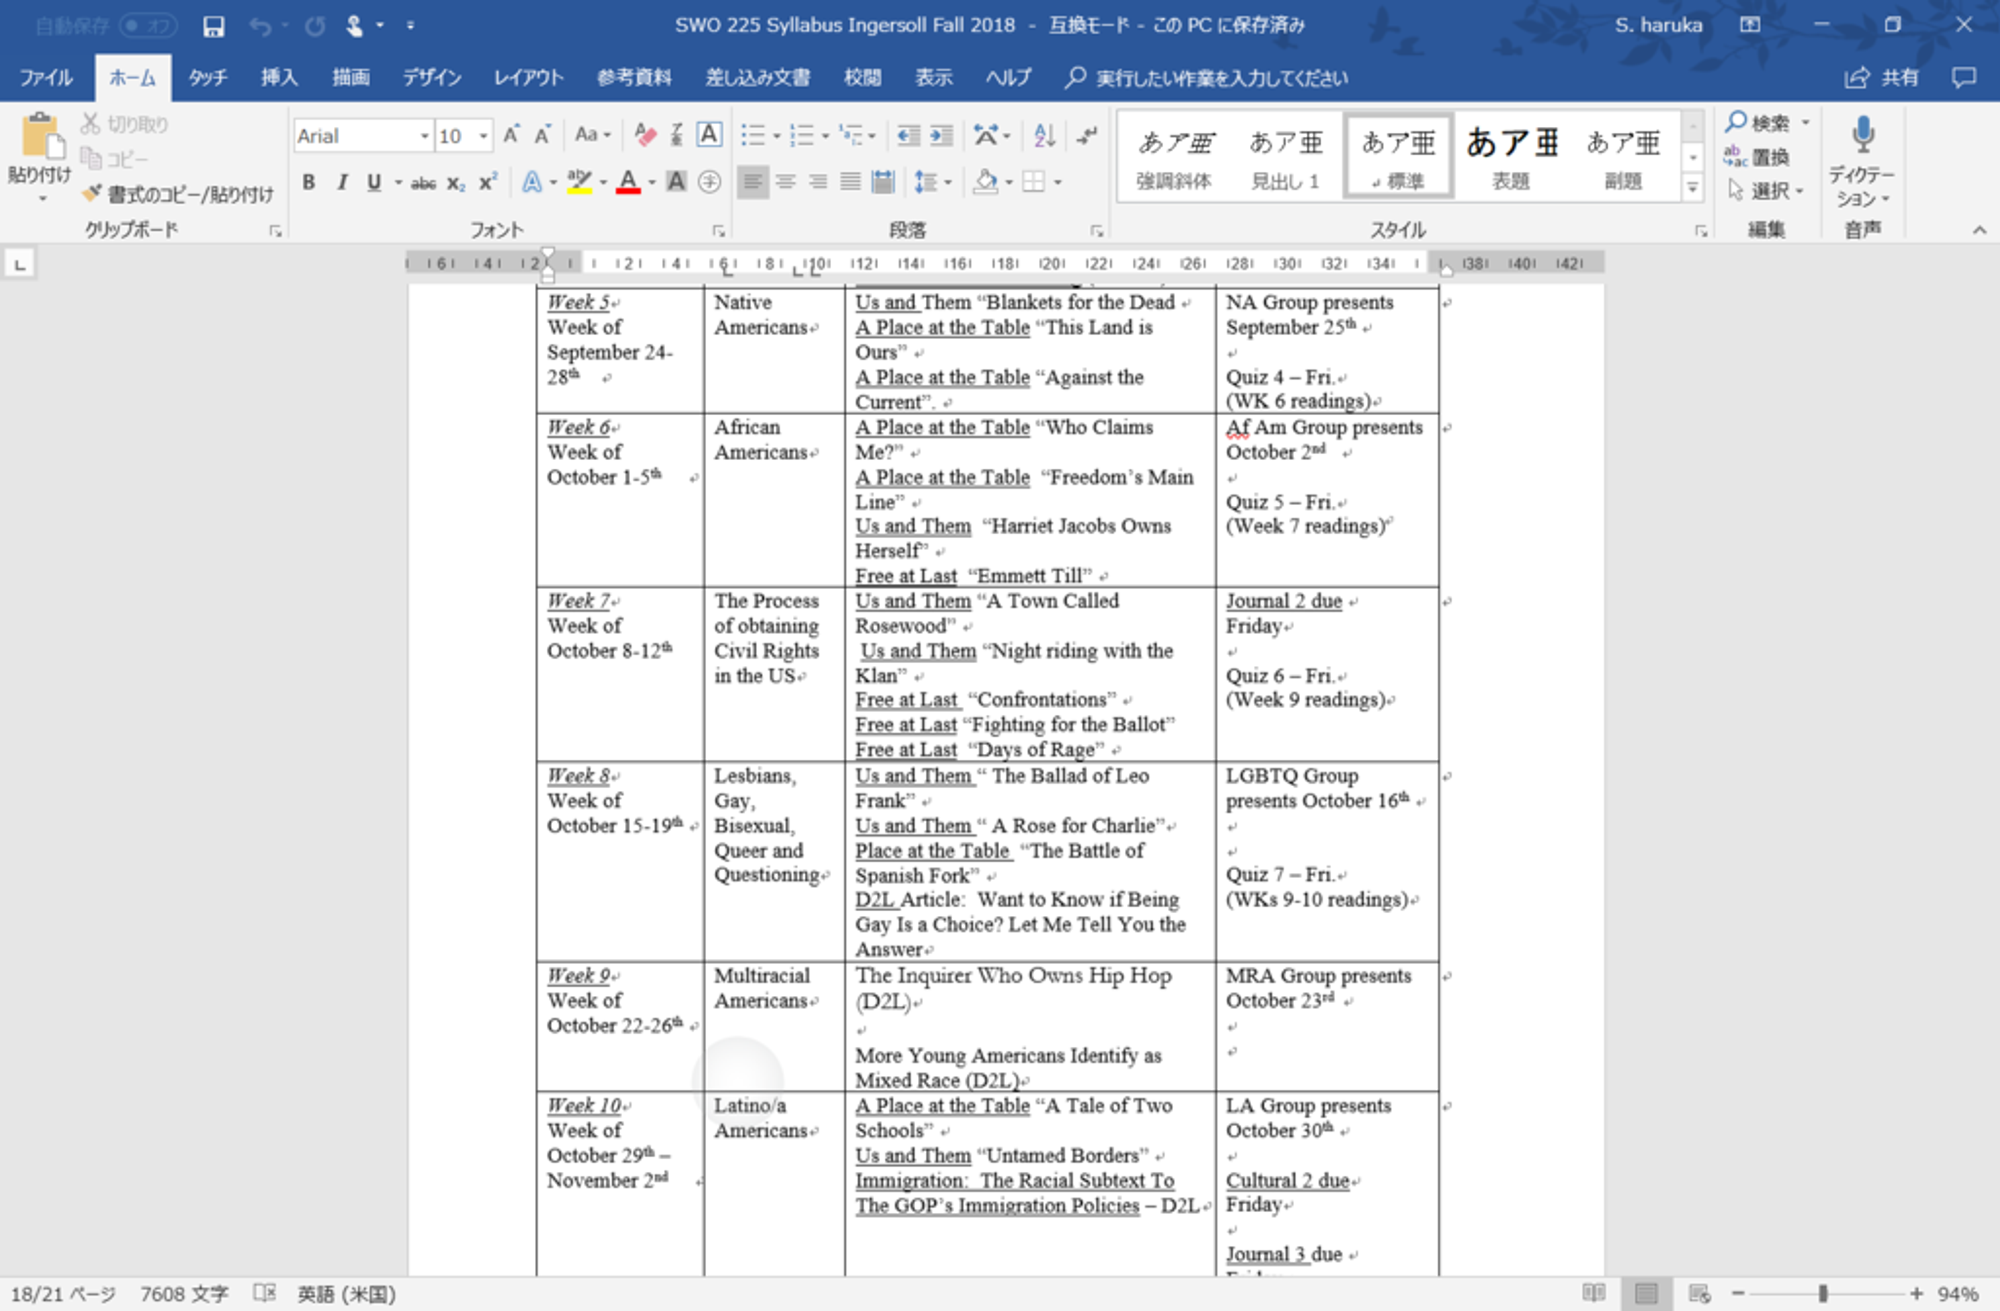 自動保存 オフ
SWO 225 Syllabus Ingersoll Fall 2018 - 互換モード - この PC に保存済み
S. haruka
ファイル ホーム タッチ 挿入 描画 デザイン レイアウト 参考資料 差し込み文書 校閲 表示 ヘルプ 実行したい作業を入力してください 共有
貼り付け
切り取り
コピー
書式のコピー/貼り付け
クリップボード
Arial 10
フォント
段落
あア亜 あア亜 あア亜 あア亜 あア亜
強調斜体 見出し 1 ↲ 標準 表題 副題
スタイル
検索
置換
選択
編集
ディクテー
ション
音声
Week 5
Week of
September 24-
28th
Native
Americans
Us and Them “Blankets for the Dead
A Place at the Table “This Land is
Ours”
A Place at the Table “Against the
Current”.
NA Group presents
September 25th
Quiz 4 – Fri.
(WK 6 readings)
Week 6
Week of
October 1-5th
African
Americans
A Place at the Table “Who Claims
Me?”
A Place at the Table “Freedom’s Main
Line”
Us and Them “Harriet Jacobs Owns
Herself”
Free at Last “Emmett Till”
Af Am Group presents
October 2nd
Quiz 5 – Fri.
(Week 7 readings)
Week 7
Week of
October 8-12th
The Process
of obtaining
Civil Rights
in the US
Us and Them “A Town Called
Rosewood”
Us and Them “Night riding with the
Klan”
Free at Last “Confrontations”
Free at Last “Fighting for the Ballot”
Free at Last “Days of Rage”
Journal 2 due
Friday
Quiz 6 – Fri.
(Week 9 readings)
Week 8
Week of
October 15-19th
Lesbians,
Gay,
Bisexual,
Queer and
Questioning
Us and Them “ The Ballad of Leo
Frank”
Us and Them “ A Rose for Charlie”
Place at the Table “The Battle of
Spanish Fork”
D2L Article: Want to Know if Being
Gay Is a Choice? Let Me Tell You the
Answer
LGBTQ Group
presents October 16th
Quiz 7 – Fri.
(WKs 9-10 readings)
Week 9
Week of
October 22-26th
Multiracial
Americans
The Inquirer Who Owns Hip Hop
(D2L)
More Young Americans Identify as
Mixed Race (D2L)
MRA Group presents
October 23rd
Week 10
Week of
October 29th –
November 2nd
Latino/a
Americans
A Place at the Table “A Tale of Two
Schools”
Us and Them “Untamed Borders”
Immigration: The Racial Subtext To
The GOP’s Immigration Policies – D2L
LA Group presents
October 30th
Cultural 2 due
Friday
Journal 3 due
18/21 ページ 7608 文字 英語 (米国) 94%